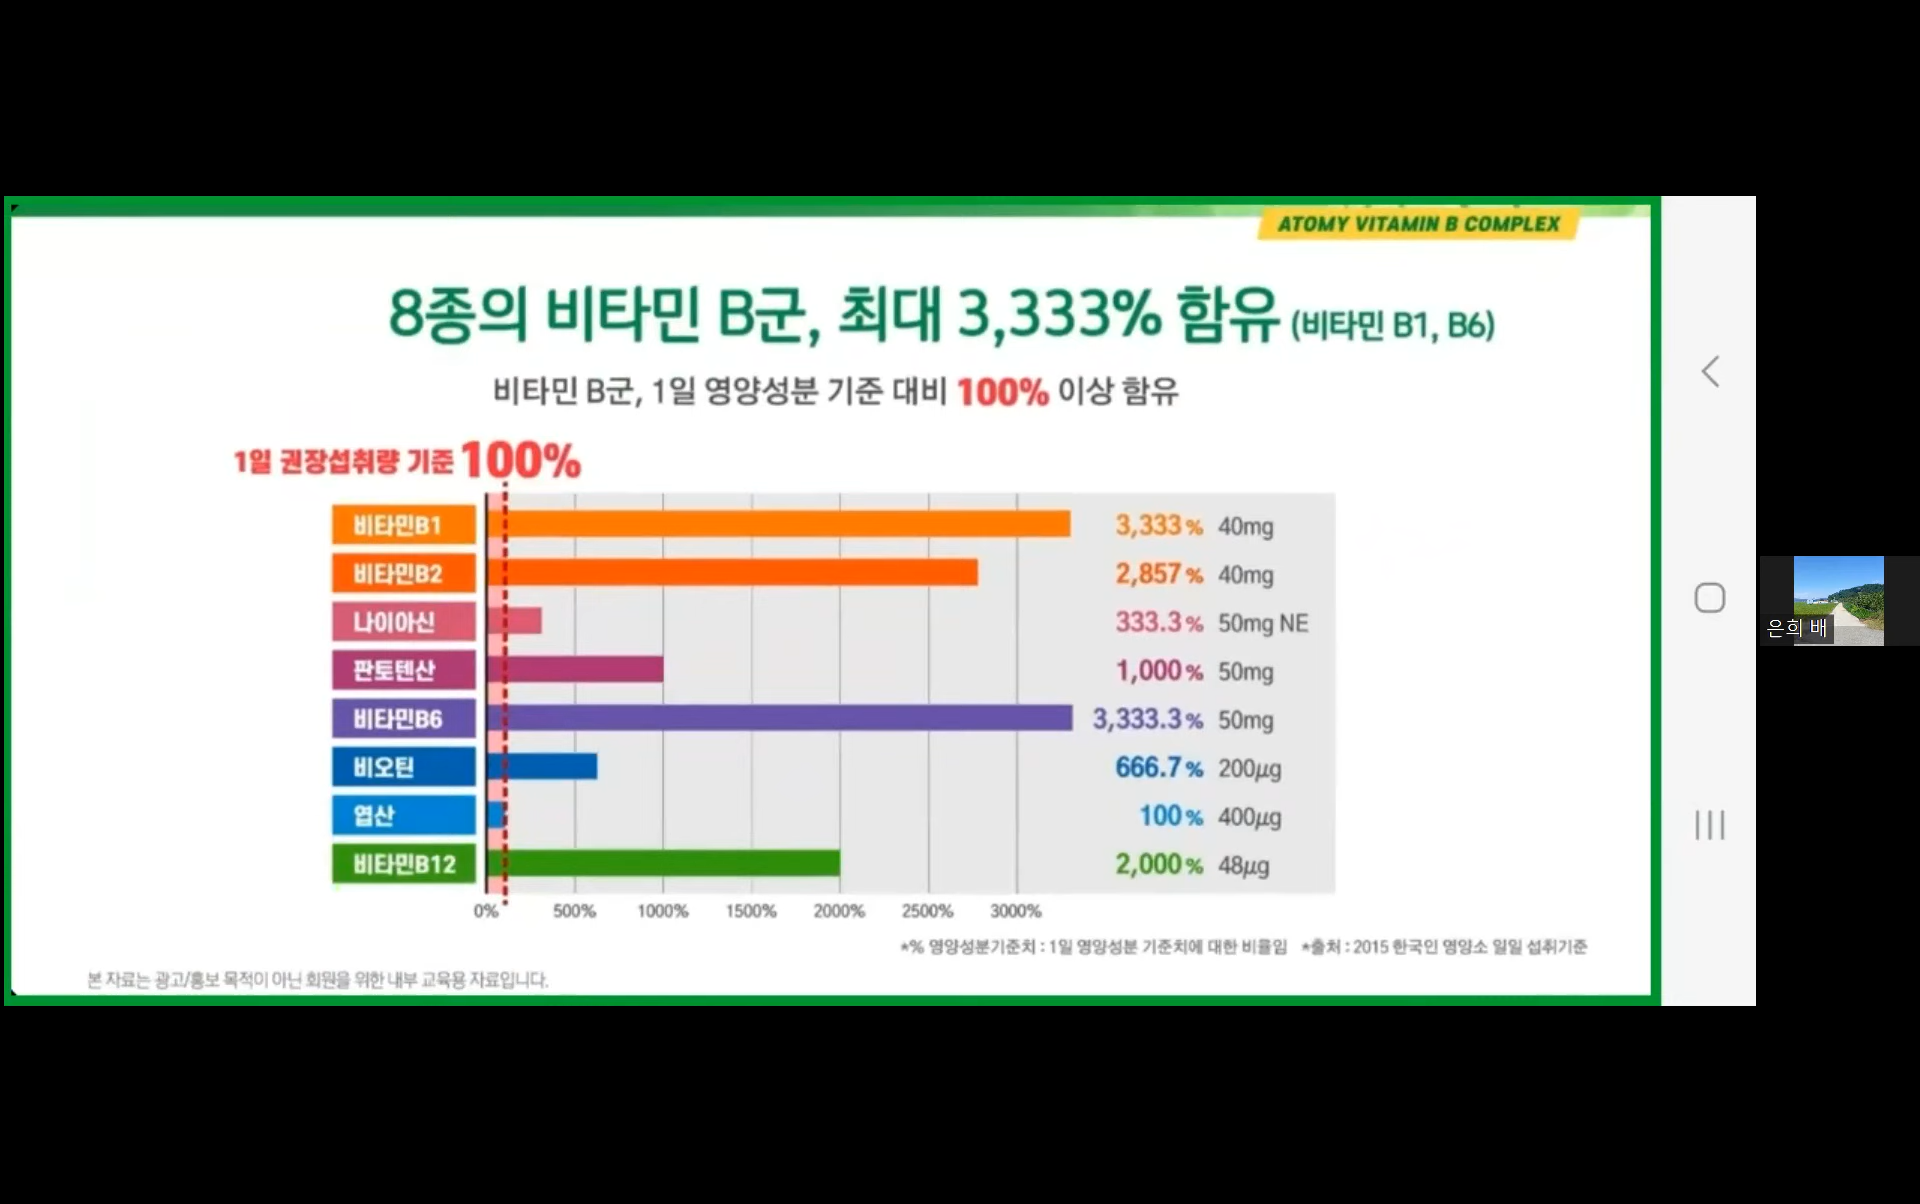 ATOMY VITAMIN B COMPLEX
8종의 비타민 B군, 최대 3,333% 함유 (비타민 B1, B6)
비타민 B군, 1일 영양성분 기준 대비 100% 이상 함유
1일 권장섭취량 기준 100%
비타민B1 3,333% 40mg
비타민B2 2,857% 40mg
나이아신 333.3% 50mg NE
판토텐산 1,000% 50mg
비타민B6 3,333.3% 50mg
비오틴 666.7% 200μg
엽산 100% 400μg
비타민B12 2,000% 48μg
0% 500% 1000% 1500% 2000% 2500% 3000%
*% 영양성분기준치 : 1일 영양성분 기준치에 대한 비율임 *출처 : 2015 한국인 영양소 일일 섭취기준
본 자료는 광고/홍보 목적이 아닌 회원을 위한 내부 교육용 자료입니다.
은희 배